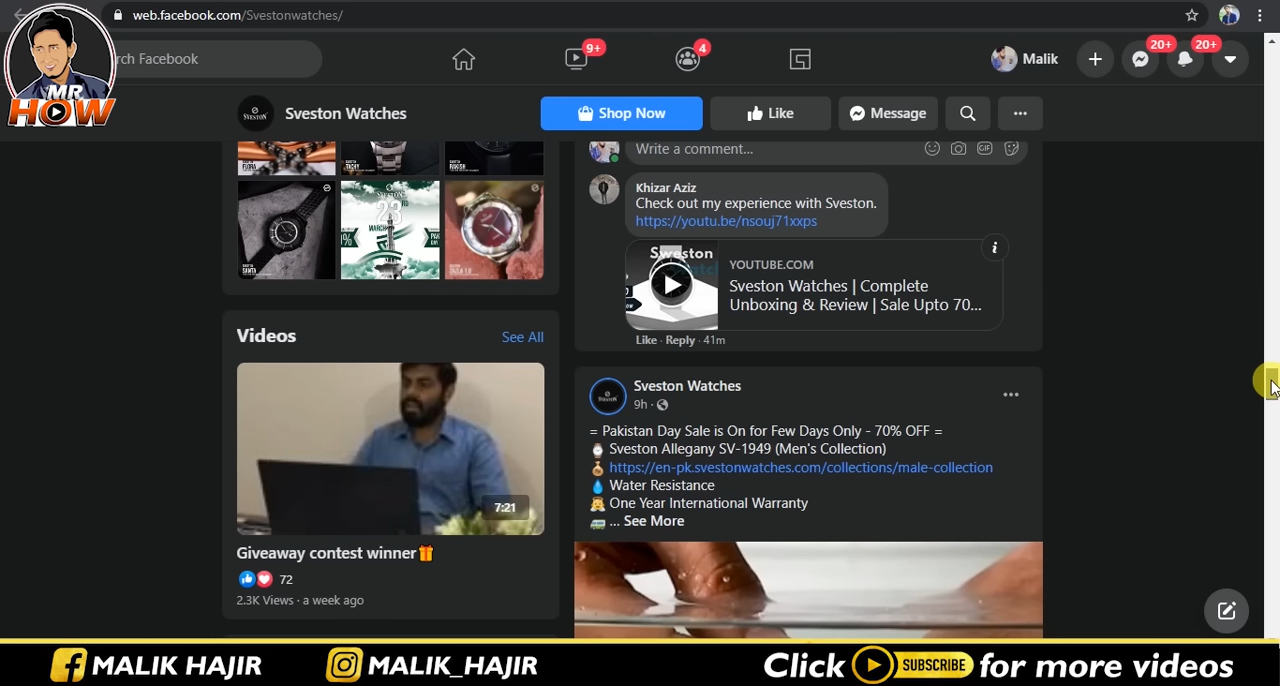 web.facebook.com/Svestonwatches/
MR
HOW
rch Facebook
9+
4
Malik
20+
20+
SVESTON
Sveston Watches
Shop Now
Like
Message
Write a comment...
GIF
Khizar Aziz
Check out my experience with Sveston.
https://youtu.be/nsouj71xxps
Sweston
YOUTUBE.COM
Sveston Watches | Complete
Unboxing & Review | Sale Upto 70...
Like · Reply · 41m
SVESTON
23
MARCH
Videos
See All
7:21
Giveaway contest winner🎁
72
2.3K Views · a week ago
Sveston Watches
9h ·
= Pakistan Day Sale is On for Few Days Only - 70% OFF =
⌚ Sveston Allegany SV-1949 (Men's Collection)
https://en-pk.svestonwatches.com/collections/male-collection
💧 Water Resistance
One Year International Warranty
🚐 ... See More
MALIK HAJIR
MALIK_HAJIR
Click SUBSCRIBE for more videos